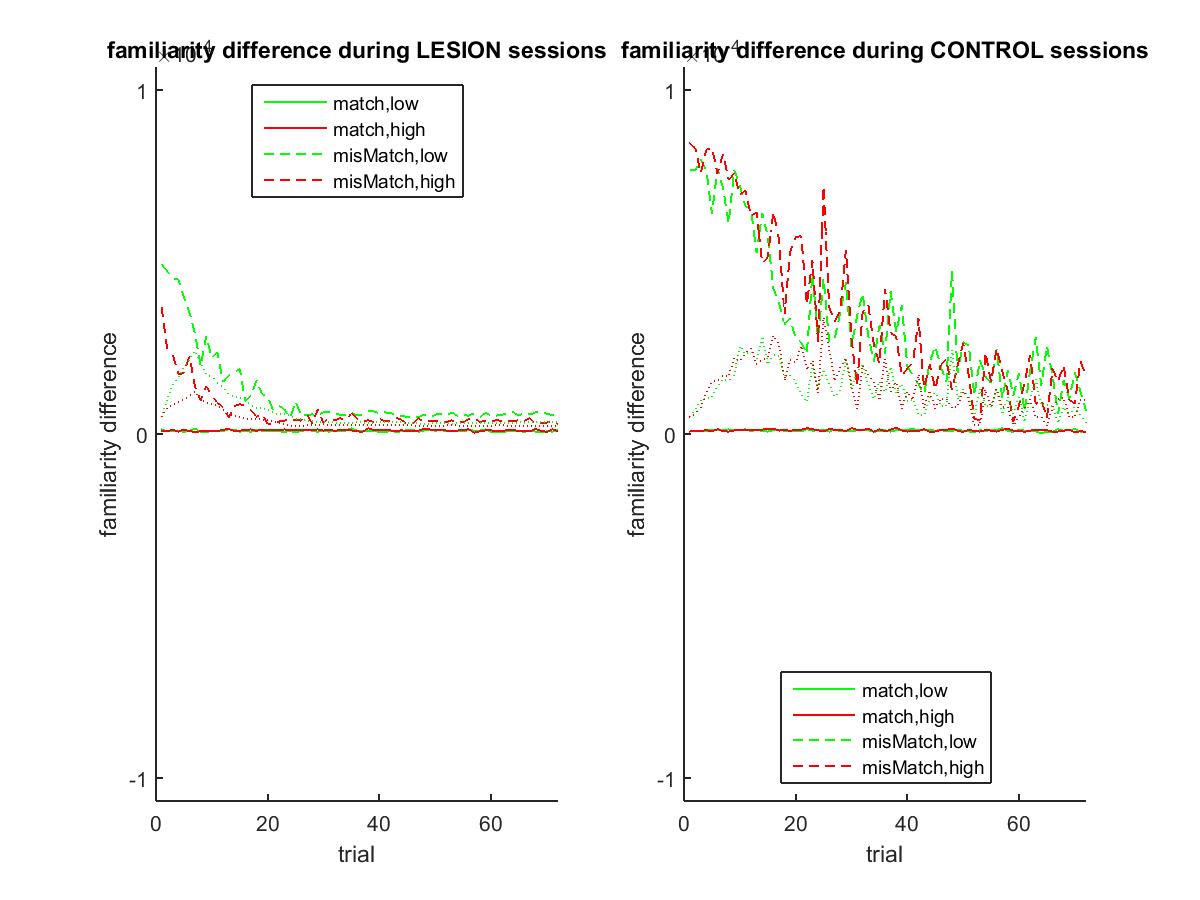 familiarity difference during LESION sessions
1
0
-1
familiarity difference
match,low
match,high
misMatch,low
misMatch,high
0 20 40 60
trial
familiarity difference during CONTROL sessions
1
0
-1
familiarity difference
match,low
match,high
misMatch,low
misMatch,high
0 20 40 60
trial